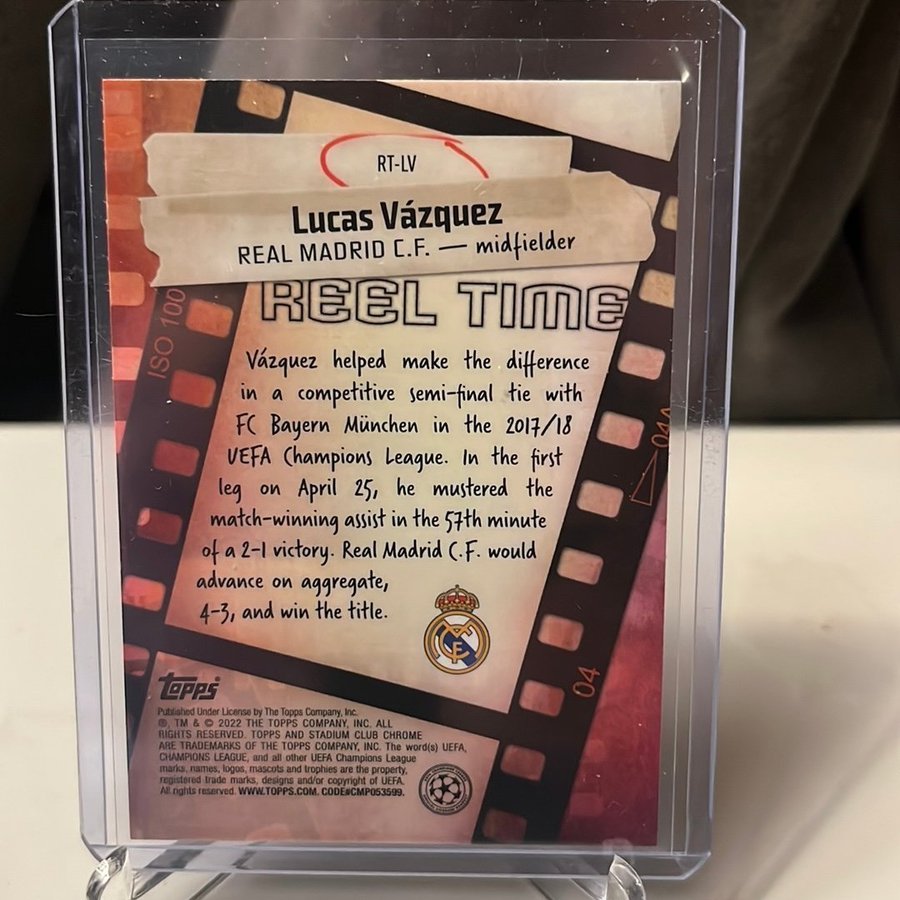 RT-LV
Lucas Vázquez
REAL MADRID C.F. — midfielder
REEL TIME
ISO 100
Vázquez helped make the difference
in a competitive semi-final tie with
FC Bayern München in the 2017/18
UEFA Champions League. In the first
leg on April 25, he mustered the
match-winning assist in the 57th minute
of a 2-1 victory. Real Madrid C.F. would
advance on aggregate,
4-3, and win the title.
04A
04
Topps
Published Under License by The Topps Company, Inc.
®, TM & © 2022 THE TOPPS COMPANY, INC. ALL
RIGHTS RESERVED. TOPPS AND STADIUM CLUB CHROME
ARE TRADEMARKS OF THE TOPPS COMPANY, INC. The word(s) UEFA,
CHAMPIONS LEAGUE, and all other UEFA Champions League
marks, names, logos, mascots and trophies are the property,
registered trade marks, designs and/or copyright of UEFA.
All rights reserved. WWW.TOPPS.COM. CODE#CMP053599.